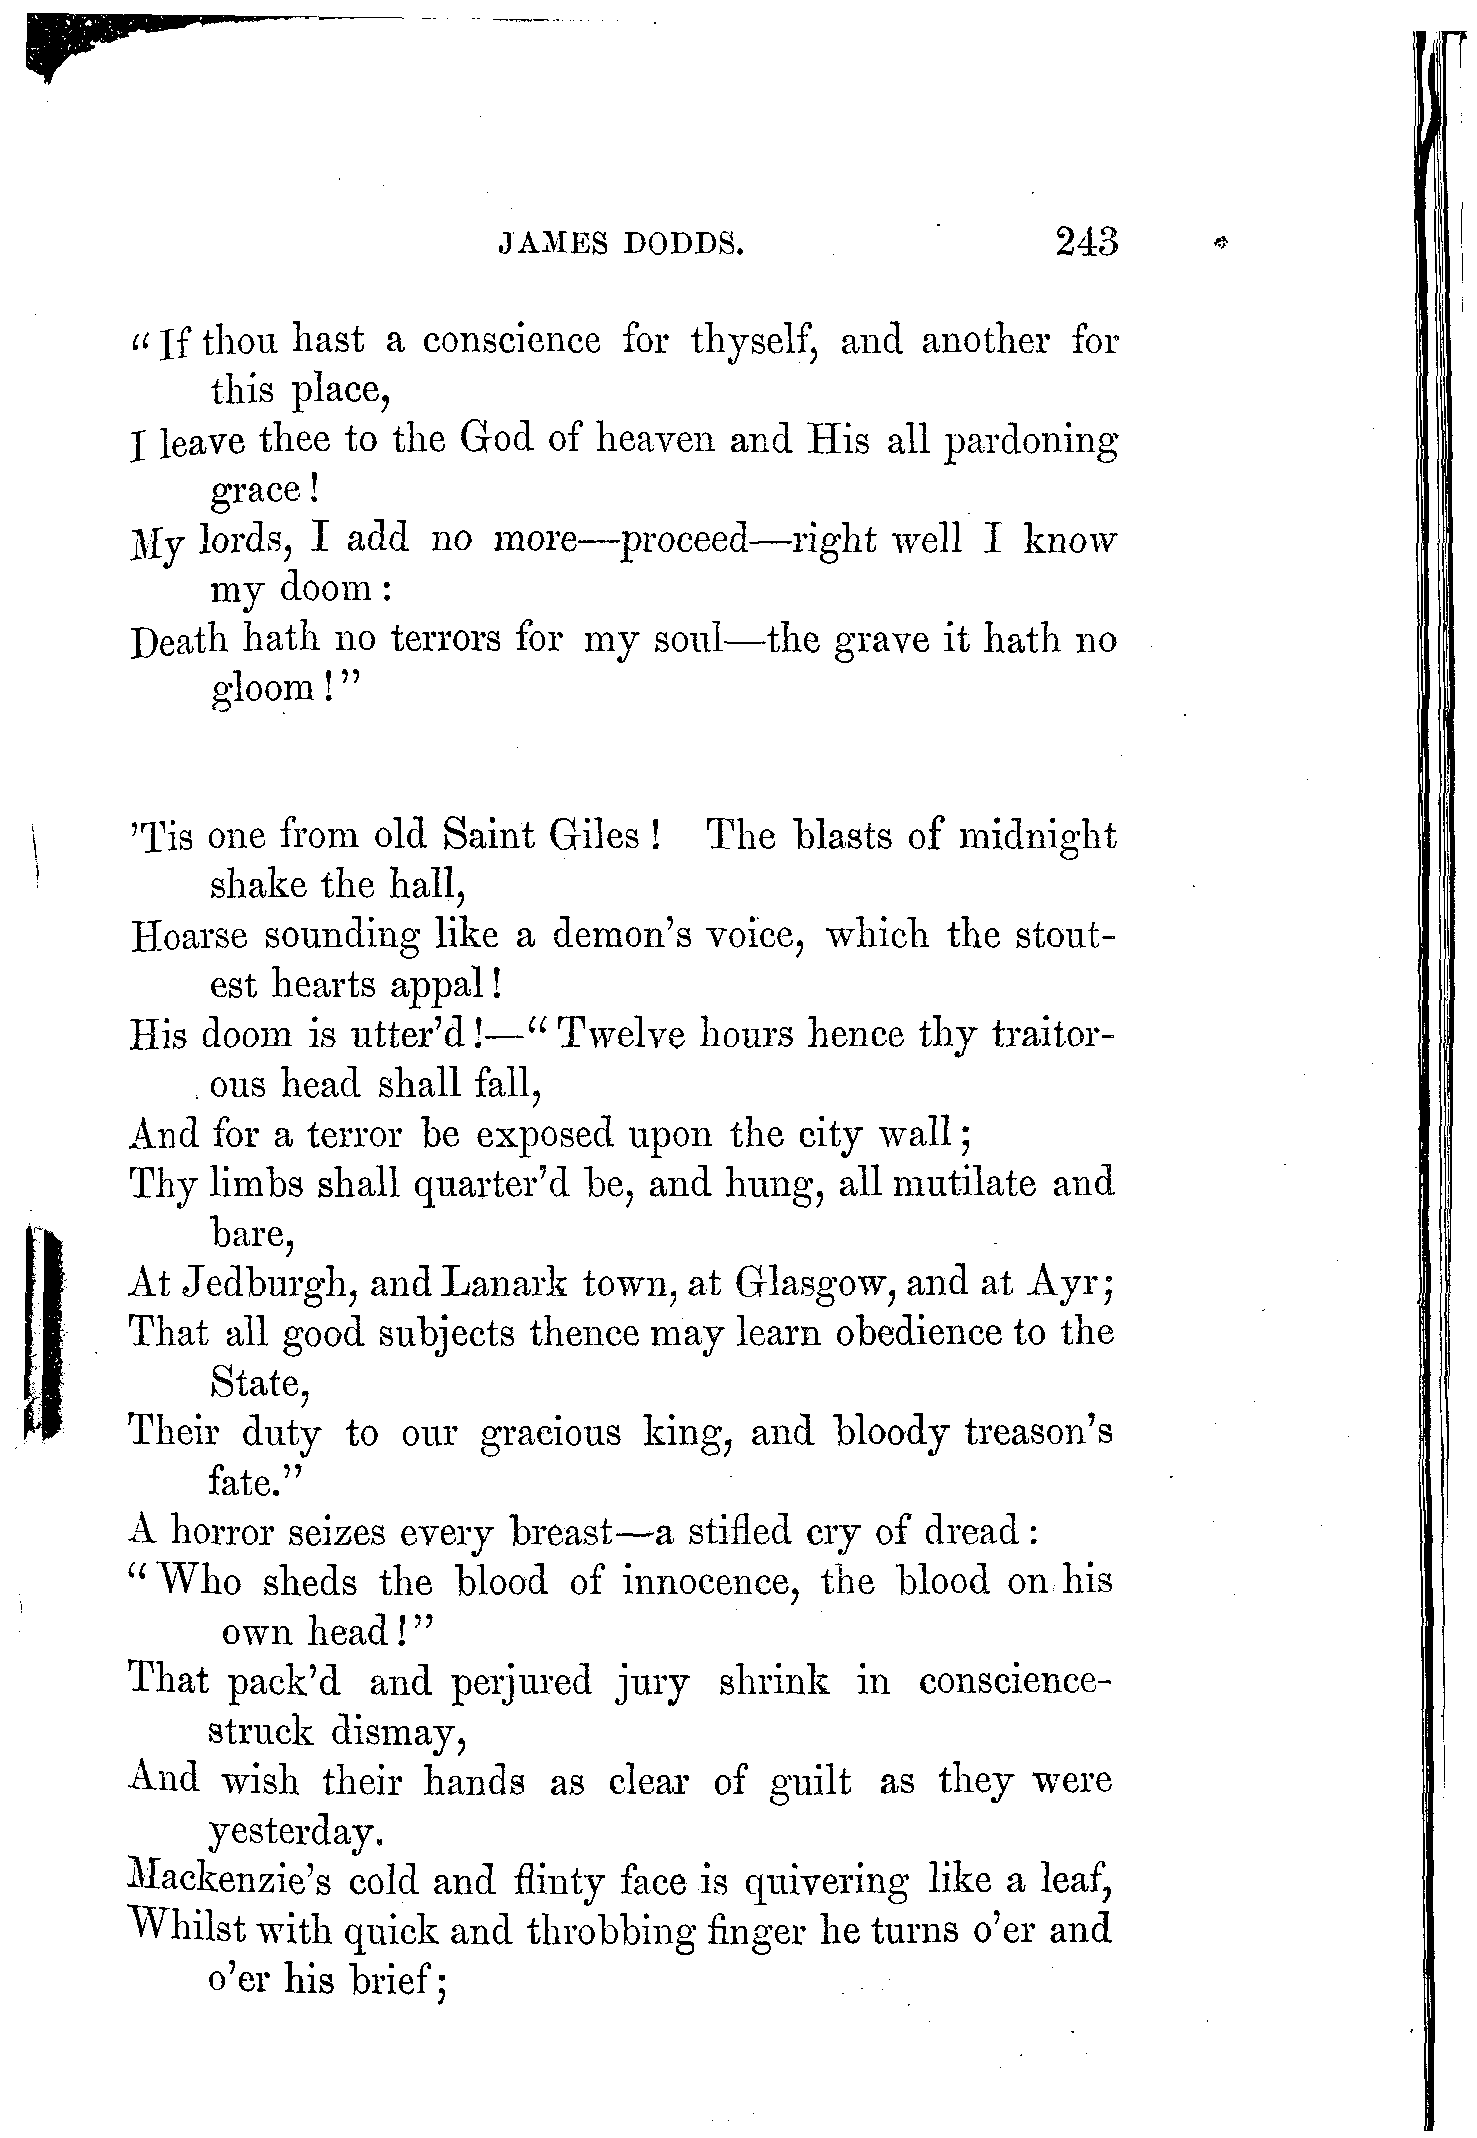 JAMES DODDS. 243
“If thou hast a conscience for thyself, and another for
this place,
I leave thee to the God of heaven and His all pardoning
grace!
My lords, I add no more—proceed—right well I know
my doom:
Death hath no terrors for my soul—the grave it hath no
gloom!”
’Tis one from old Saint Giles! The blasts of midnight
shake the hall,
Hoarse sounding like a demon’s voice, which the stout-
est hearts appal!
His doom is utter’d!—“Twelve hours hence thy traitor-
ous head shall fall,
And for a terror be exposed upon the city wall;
Thy limbs shall quarter’d be, and hung, all mutilate and
bare,
At Jedburgh, and Lanark town, at Glasgow, and at Ayr;
That all good subjects thence may learn obedience to the
State,
Their duty to our gracious king, and bloody treason’s
fate.”
A horror seizes every breast—a stifled cry of dread:
“Who sheds the blood of innocence, the blood on his
own head!”
That pack’d and perjured jury shrink in conscience-
struck dismay,
And wish their hands as clear of guilt as they were
yesterday.
Mackenzie’s cold and flinty face is quivering like a leaf,
Whilst with quick and throbbing finger he turns o’er and
o’er his brief;